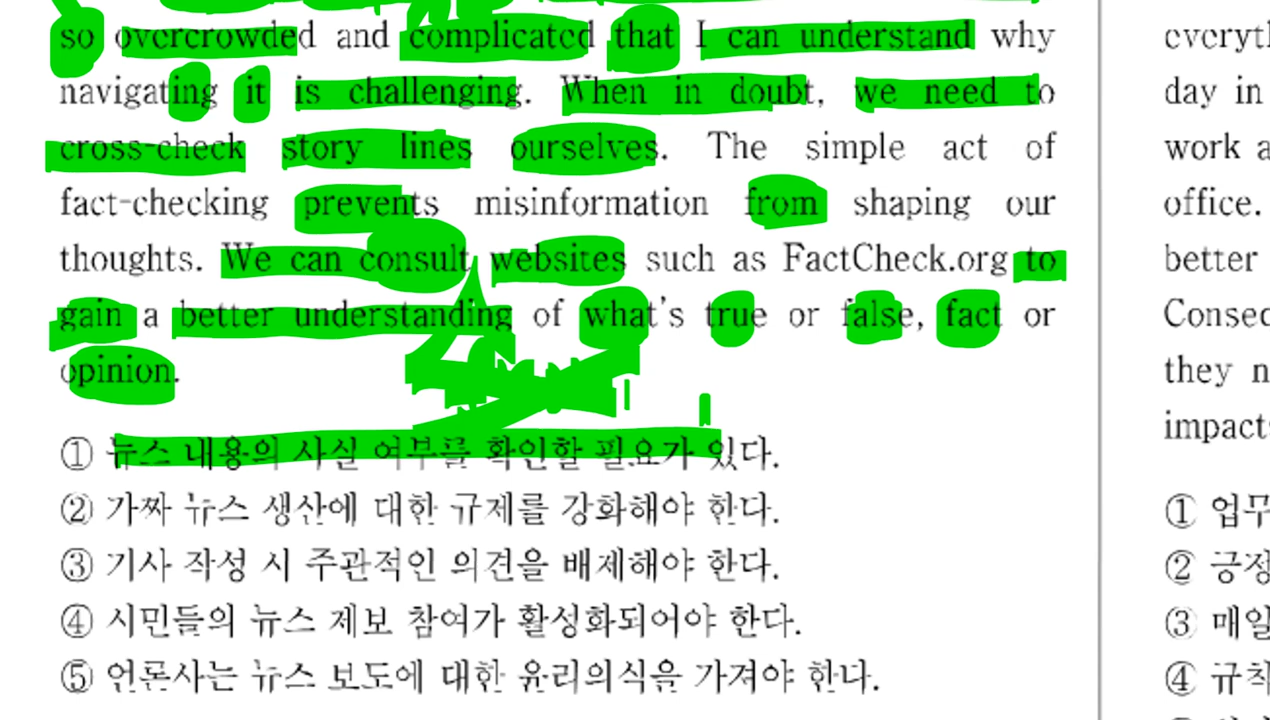 so overcrowded and complicated that I can understand why
navigating it is challenging. When in doubt, we need to
cross-check story lines ourselves. The simple act of
fact-checking prevents misinformation from shaping our
thoughts. We can consult websites such as FactCheck.org to
gain a better understanding of what's true or false, fact or
opinion.
① 뉴스 내용의 사실 여부를 확인할 필요가 있다.
② 가짜 뉴스 생산에 대한 규제를 강화해야 한다.
③ 기사 작성 시 주관적인 의견을 배제해야 한다.
④ 시민들의 뉴스 제보 참여가 활성화되어야 한다.
⑤ 언론사는 뉴스 보도에 대한 윤리의식을 가져야 한다.
day in
work a
office.
better
they n
① 업무
②
③ 매일
④ 규칙